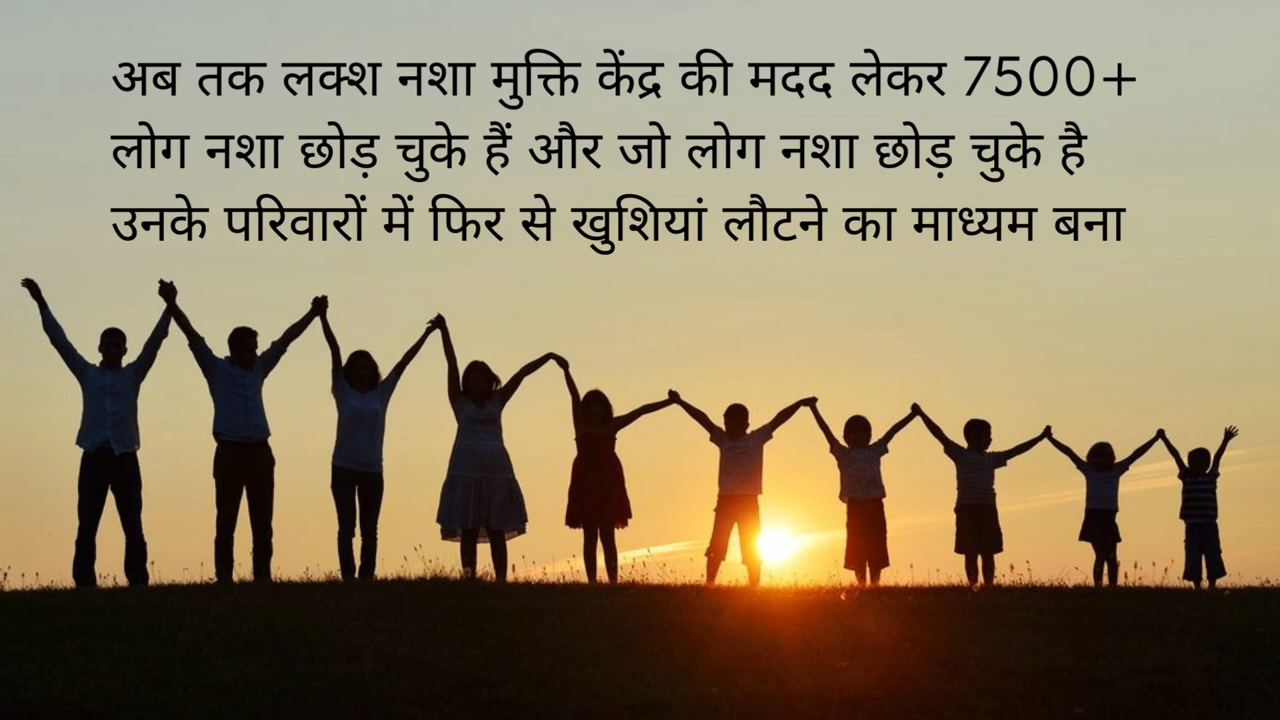 अब तक लक्श नशा मुक्ति केंद्र की मदद लेकर 7500+
लोग नशा छोड़ चुके हैं और जो लोग नशा छोड़ चुके है
उनके परिवारों में फिर से खुशियां लौटने का माध्यम बना